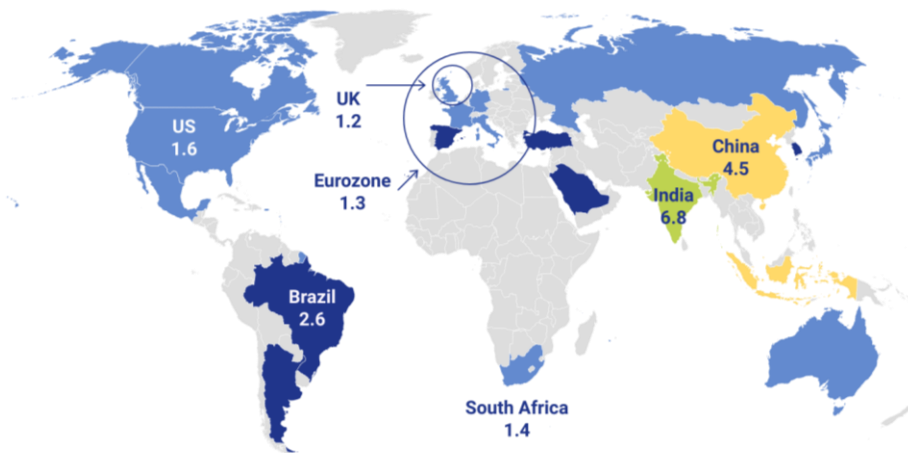 UK
1.2
US
1.6
China
4.5
Eurozone
1.3
India
6.8
Brazil
2.6
South Africa
1.4